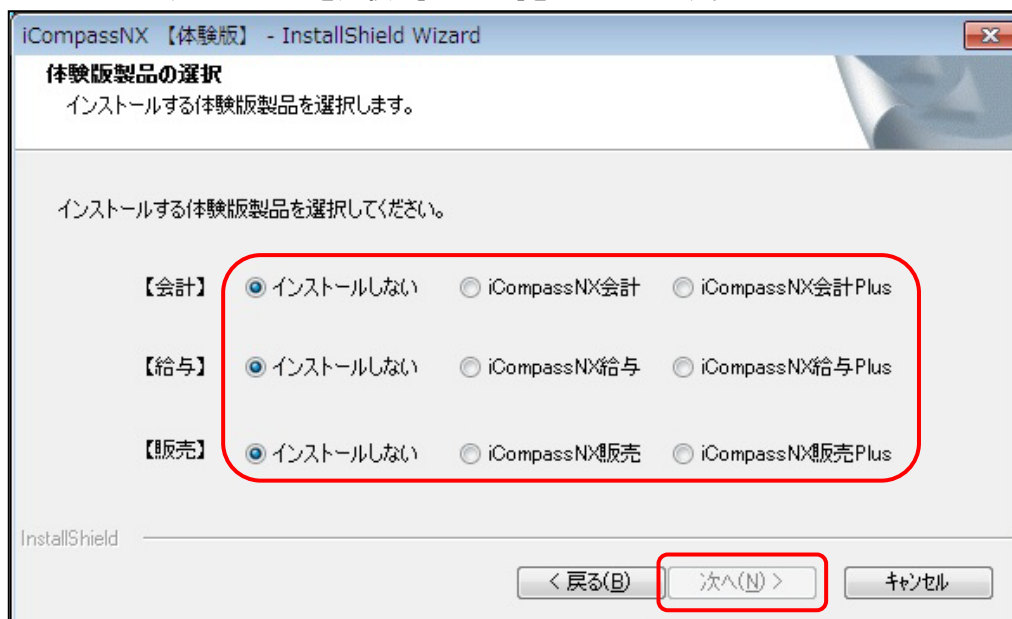 iCompassNX 【体験版】 - InstallShield Wizard
体験版製品の選択
インストールする体験版製品を選択します。
インストールする体験版製品を選択してください。
【会計】 インストールしない iCompassNX会計 iCompassNX会計Plus
【給与】 インストールしない iCompassNX給与 iCompassNX給与Plus
【販売】 インストールしない iCompassNX販売 iCompassNX販売Plus
InstallShield
< 戻る(B) 次へ(N) > キャンセル